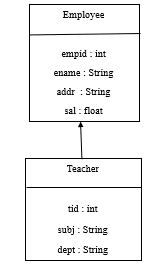 Employee
empid : int
ename : String
addr : String
sal : float
Teacher
tid : int
subj : String
dept : String